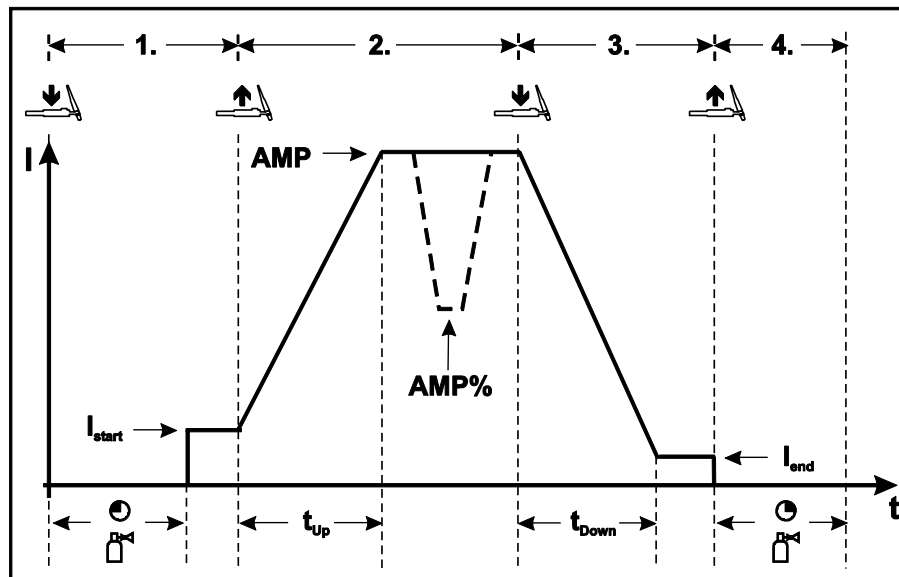 1. 2. 3. 4.
AMP
I
AMP%
Istart
Iend
tUp tDown t